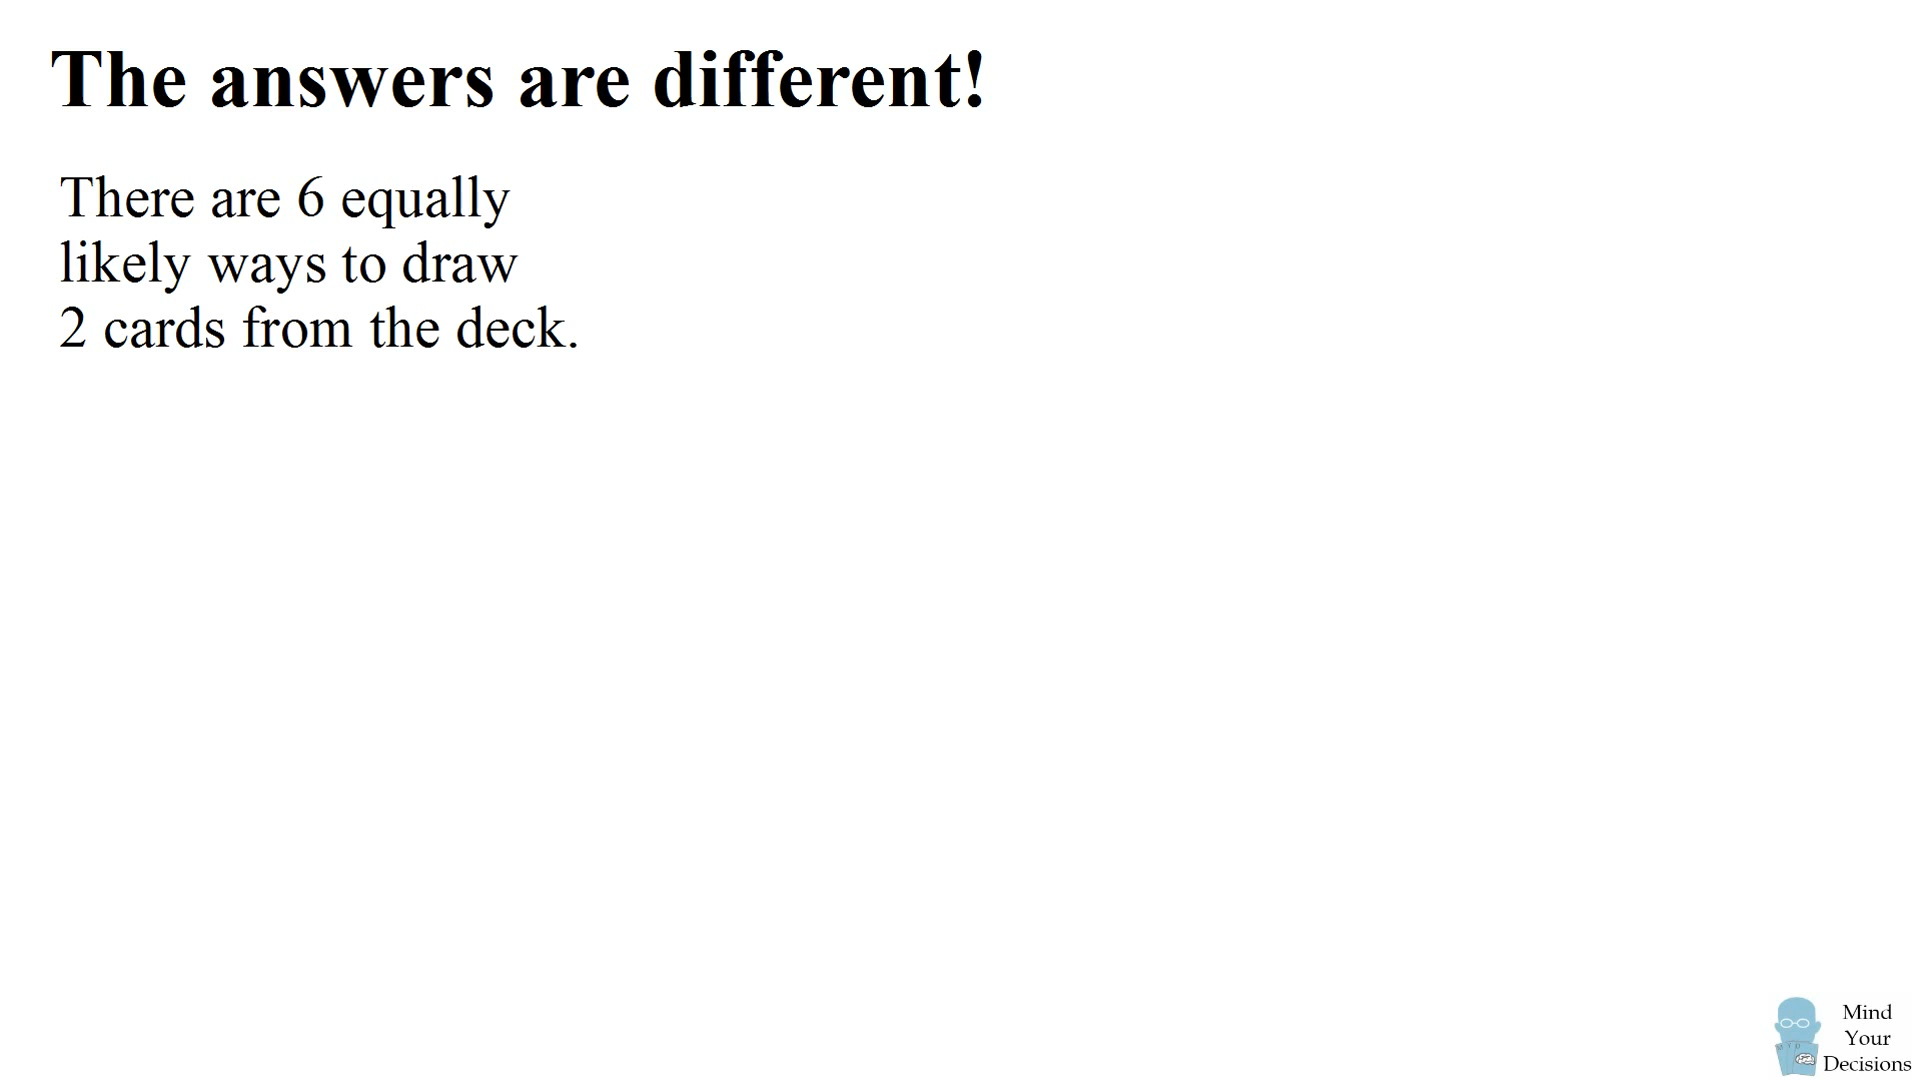 The answers are different!
There are 6 equally
likely ways to draw
2 cards from the deck.
Mind
Your
Decisions